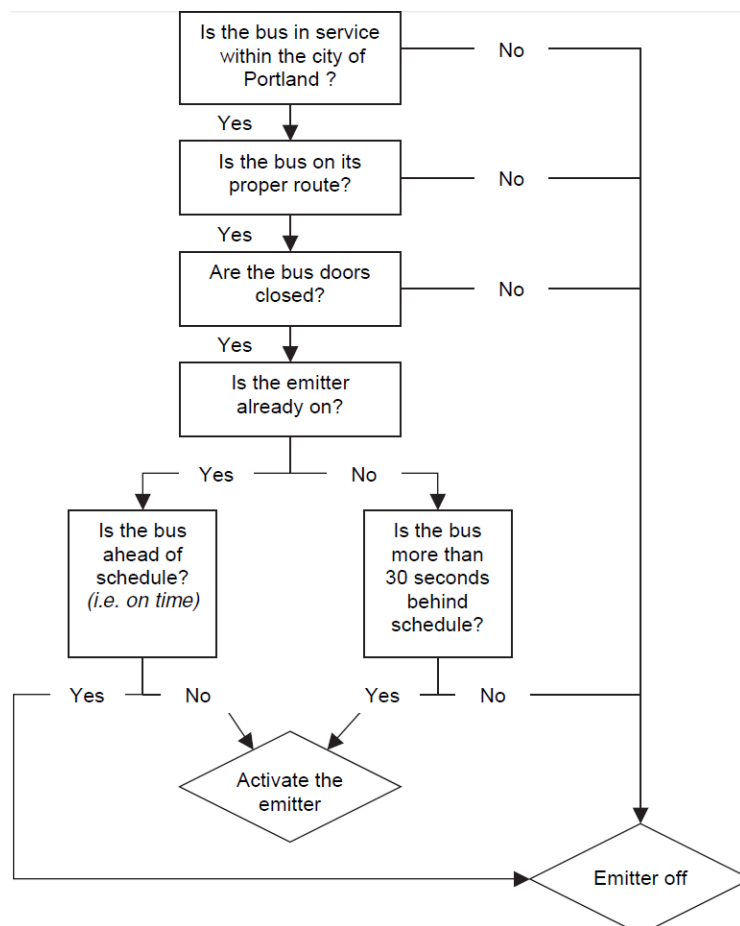 Is the bus in service
within the city of
Portland ?
No
Yes
Is the bus on its
proper route?
No
Yes
Are the bus doors
closed?
No
Yes
Is the emitter
already on?
Yes
No
Is the bus
ahead of
schedule?
(i.e. on time)
Is the bus
more than
30 seconds
behind
schedule?
Yes
No
Yes
No
Activate the
emitter
Emitter off